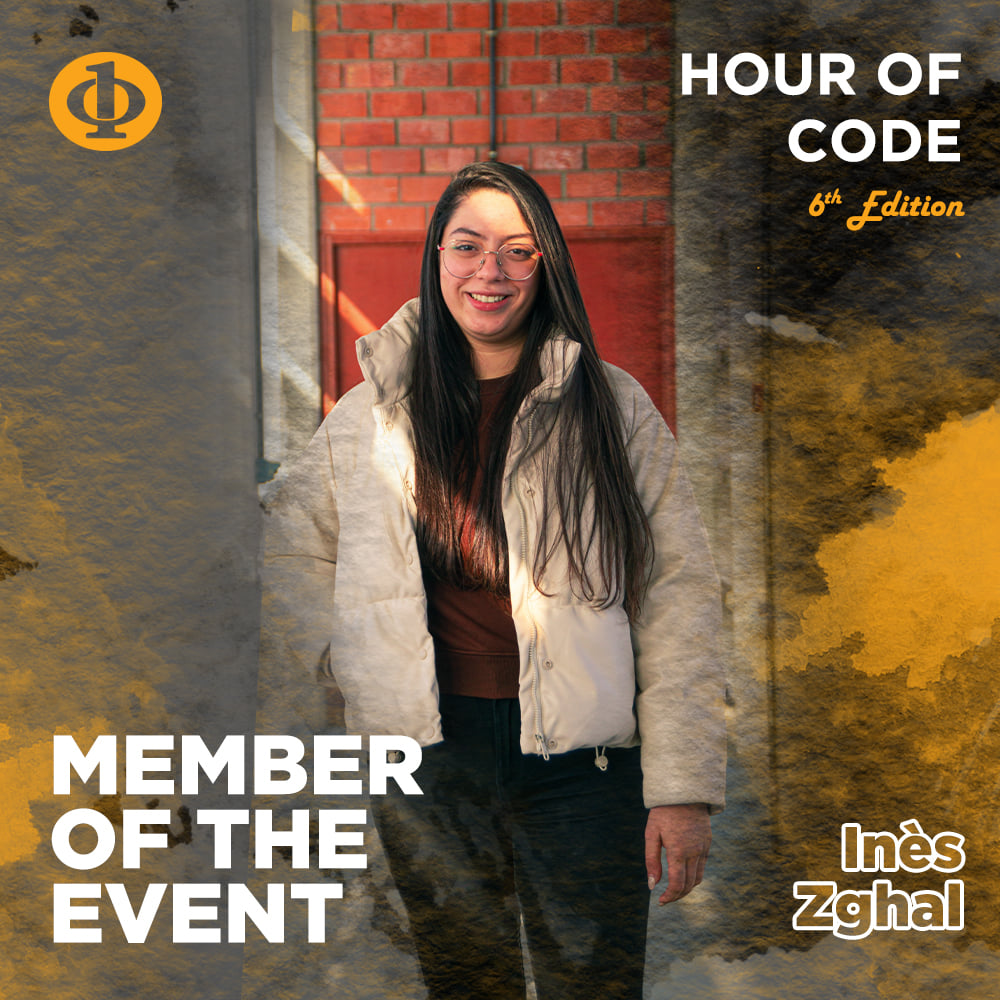 HOUR OF
CODE
6th Edition
MEMBER
OF THE
EVENT
Inès
Zghal